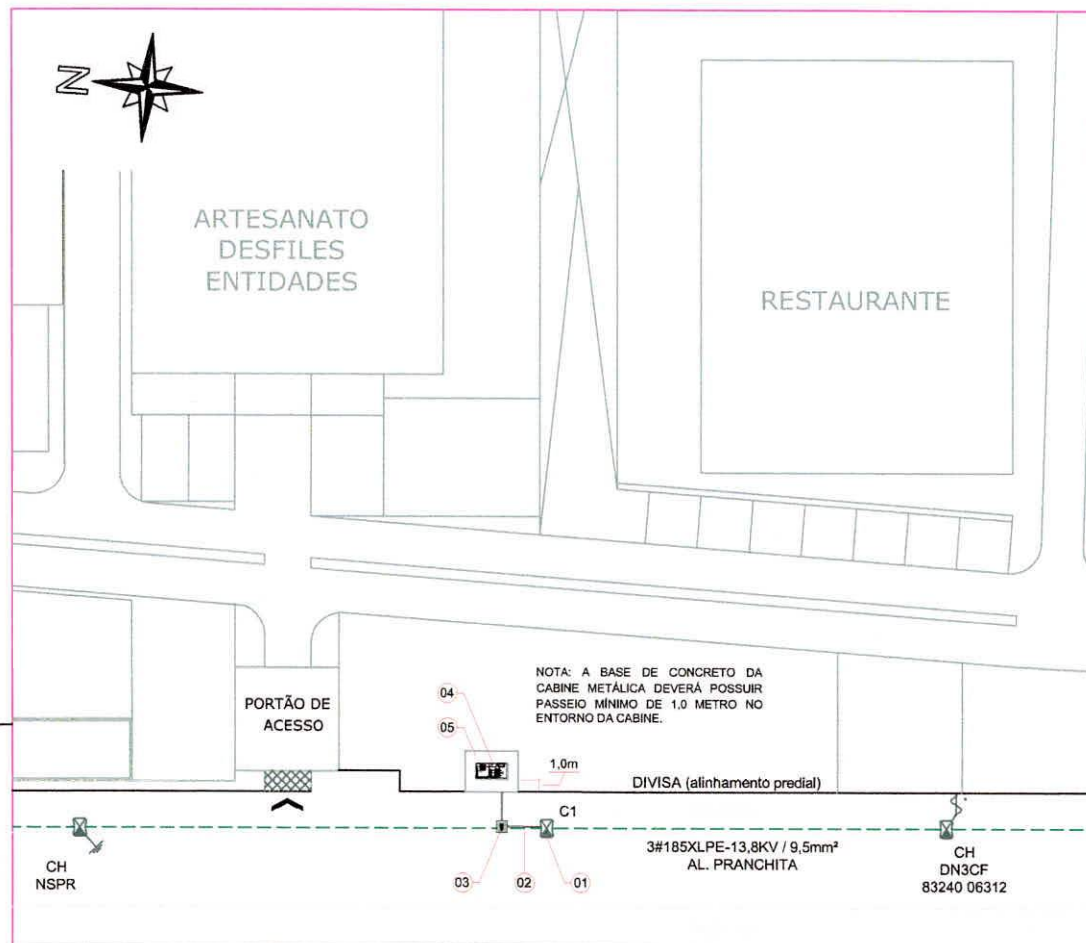 N
ARTESANATO
DESFILES
ENTIDADES
RESTAURANTE
NOTA: A BASE DE CONCRETO DA
CABINE METÁLICA DEVERÁ POSSUIR
PASSEIO MÍNIMO DE 1,0 METRO NO
ENTORNO DA CABINE.
PORTÃO DE
ACESSO
04
05
1,0m
DIVISA (alinhamento predial)
C1
3#185XLPE-13,8KV / 9,5mm²
AL. PRANCHITA
CH
NSPR
03
02
01
CH
DN3CF
83240 06312